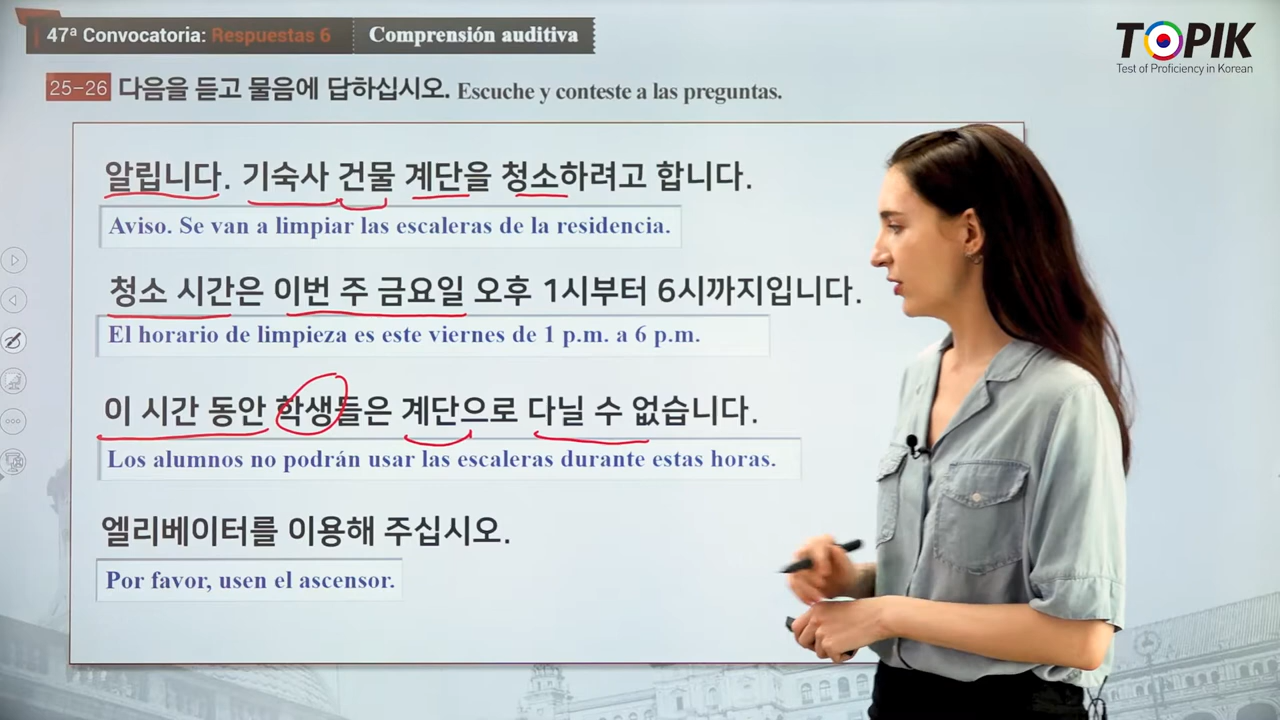 47ª Convocatoria: Respuestas 6 Comprensión auditiva
TOPIK
Test of Proficiency in Korean
25-26 다음을 듣고 물음에 답하십시오. Escuche y conteste a las preguntas.
알립니다. 기숙사 건물 계단을 청소하려고 합니다.
Aviso. Se van a limpiar las escaleras de la residencia.
청소 시간은 이번 주 금요일 오후 1시부터 6시까지입니다.
El horario de limpieza es este viernes de 1 p.m. a 6 p.m.
이 시간 동안 학생들은 계단으로 다닐 수 없습니다.
Los alumnos no podrán usar las escaleras durante estas horas.
엘리베이터를 이용해 주십시오.
Por favor, usen el ascensor.